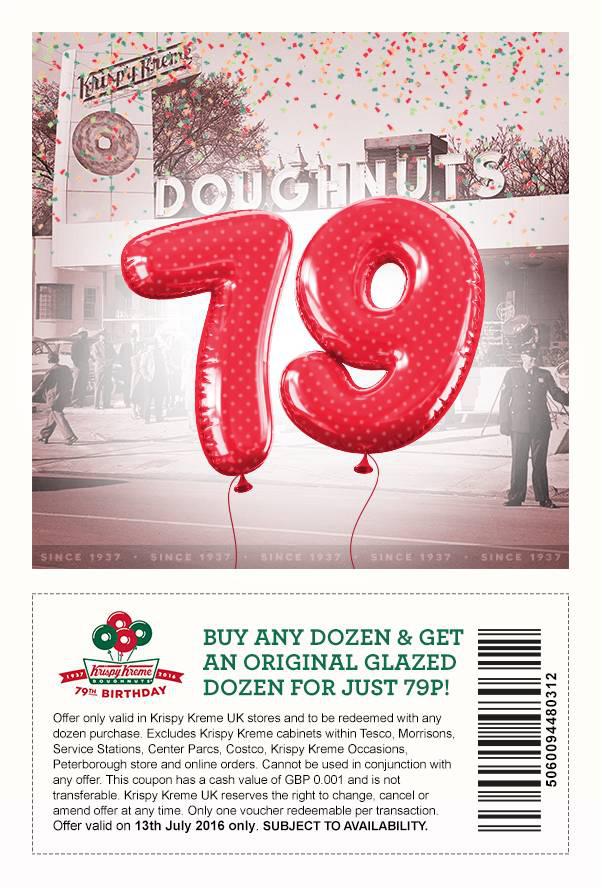 Krispy Kreme
DOUGHNUTS
79
SINCE 1937 • SINCE 1937 • SINCE 1937 • SINCE 1937 • SINCE 1937
1937 Krispy Kreme 2016
DOUGHNUTS
79TH BIRTHDAY
BUY ANY DOZEN & GET
AN ORIGINAL GLAZED
DOZEN FOR JUST 79P!
Offer only valid in Krispy Kreme UK stores and to be redeemed with any
dozen purchase. Excludes Krispy Kreme cabinets within Tesco, Morrisons,
Service Stations, Center Parcs, Costco, Krispy Kreme Occasions,
Peterborough store and online orders. Cannot be used in conjunction with
any offer. This coupon has a cash value of GBP 0.001 and is not
transferable. Krispy Kreme UK reserves the right to change, cancel or
amend offer at any time. Only one voucher redeemable per transaction.
Offer valid on 13th July 2016 only. SUBJECT TO AVAILABILITY.
5060094480312